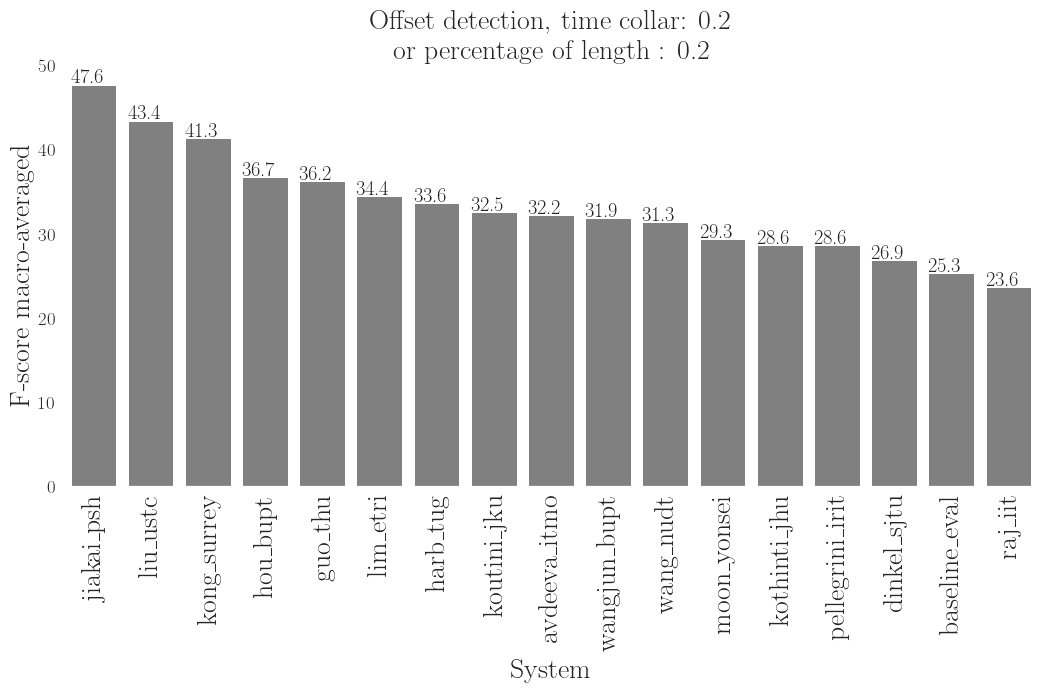 Offset detection, time collar: 0.2
or percentage of length : 0.2
F-score macro-averaged
50
40
30
20
10
0
47.6
43.4
41.3
36.7
36.2
34.4
33.6
32.5
32.2
31.9
31.3
29.3
28.6
28.6
26.9
25.3
23.6
jiakai_psh
liu_ustc
kong_surrey
hou_bupt
guo_thu
lim_etri
harb_tug
koutini_jku
avdeeva_itmo
wangjun_bupt
wang_nudt
moon_yonsei
kothinti_jhu
pellegrini_irit
dinkel_sjtu
baseline_eval
raj_iit
System